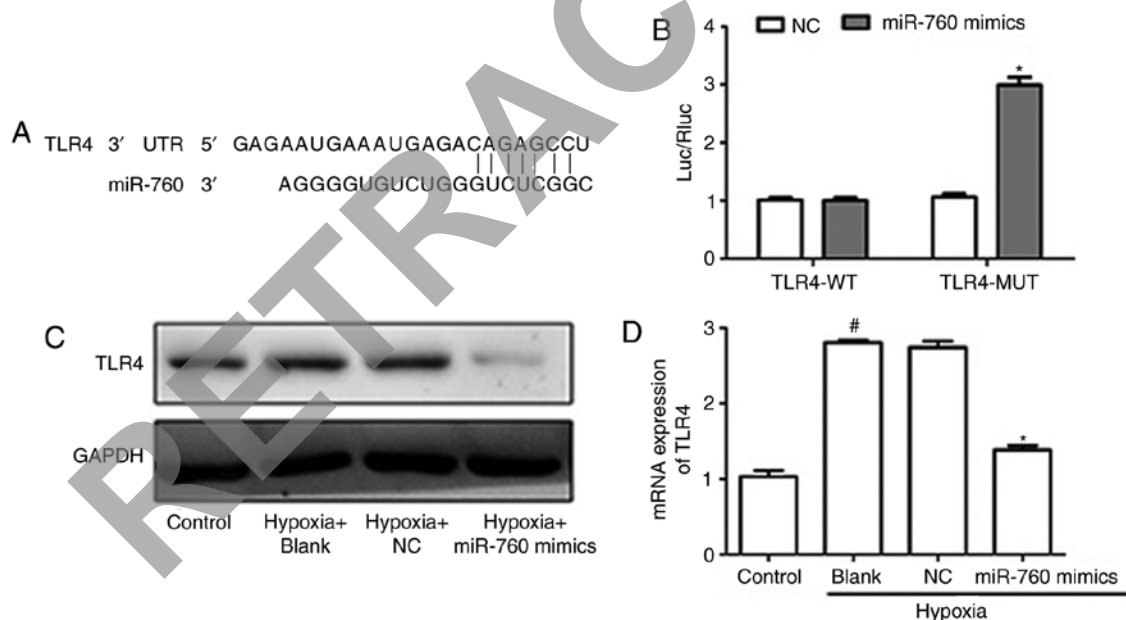 A
TLR4 3′ UTR 5′ GAGAAUGAAAUGAGACAGAGCCU
miR-760 3′ AGGGGUGUCUGGGUCUCGGC
B
NC
miR-760 mimics
Luc/Rluc
4
3
2
1
0
*
TLR4-WT
TLR4-MUT
C
TLR4
GAPDH
Control
Hypoxia+
Blank
Hypoxia+
NC
Hypoxia+
miR-760 mimics
D
mRNA expression
of TLR4
3
2
1
0
#
*
Control
Blank
NC
miR-760 mimics
Hypoxia
RETRAC